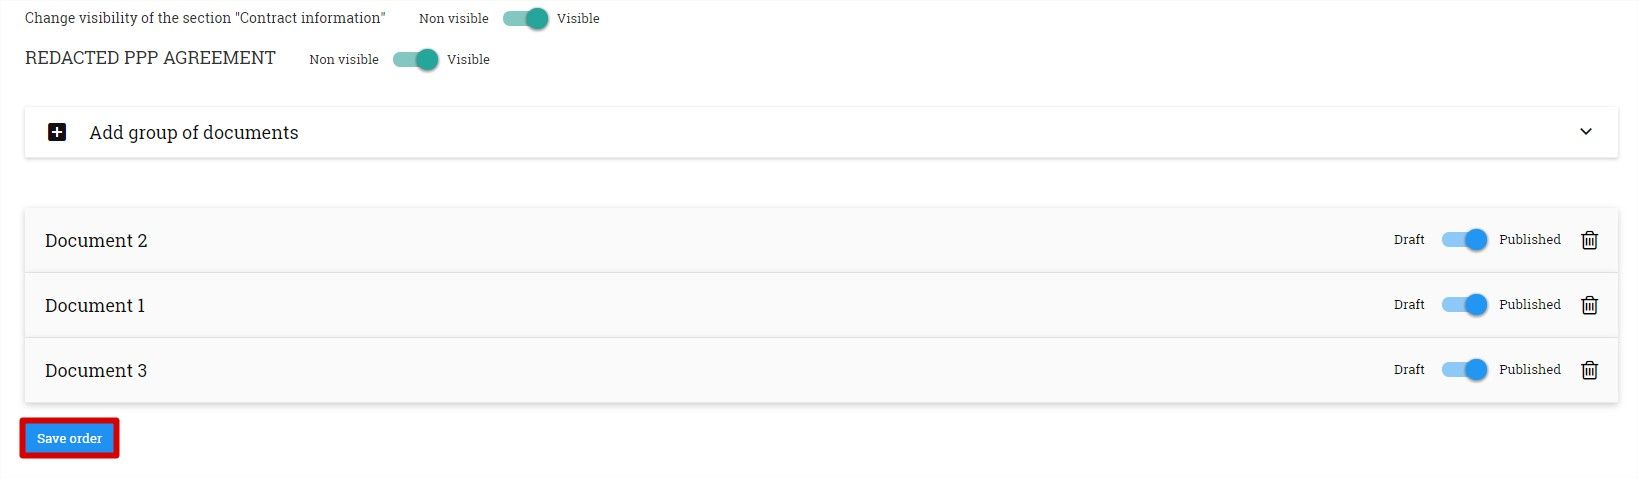 Change visibility of the section "Contract information" Non visible Visible
REDACTED PPP AGREEMENT Non visible Visible
Add group of documents
Document 2 Draft Published
Document 1 Draft Published
Document 3 Draft Published
Save order